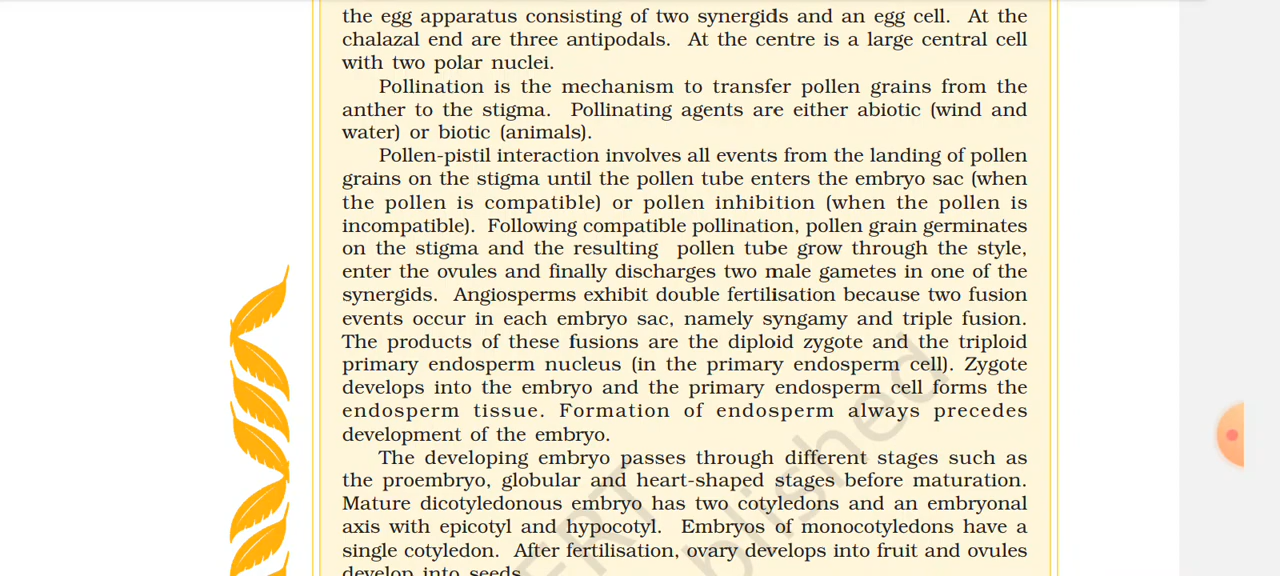 the egg apparatus consisting of two synergids and an egg cell. At the
chalazal end are three antipodals. At the centre is a large central cell
with two polar nuclei.
Pollination is the mechanism to transfer pollen grains from the
anther to the stigma. Pollinating agents are either abiotic (wind and
water) or biotic (animals).
Pollen-pistil interaction involves all events from the landing of pollen
grains on the stigma until the pollen tube enters the embryo sac (when
the pollen is compatible) or pollen inhibition (when the pollen is
incompatible). Following compatible pollination, pollen grain germinates
on the stigma and the resulting pollen tube grow through the style,
enter the ovules and finally discharges two male gametes in one of the
synergids. Angiosperms exhibit double fertilisation because two fusion
events occur in each embryo sac, namely syngamy and triple fusion.
The products of these fusions are the diploid zygote and the triploid
primary endosperm nucleus (in the primary endosperm cell). Zygote
develops into the embryo and the primary endosperm cell forms the
endosperm tissue. Formation of endosperm always precedes
development of the embryo.
The developing embryo passes through different stages such as
the proembryo, globular and heart-shaped stages before maturation.
Mature dicotyledonous embryo has two cotyledons and an embryonal
axis with epicotyl and hypocotyl. Embryos of monocotyledons have a
single cotyledon. After fertilisation, ovary develops into fruit and ovules
develop into seeds